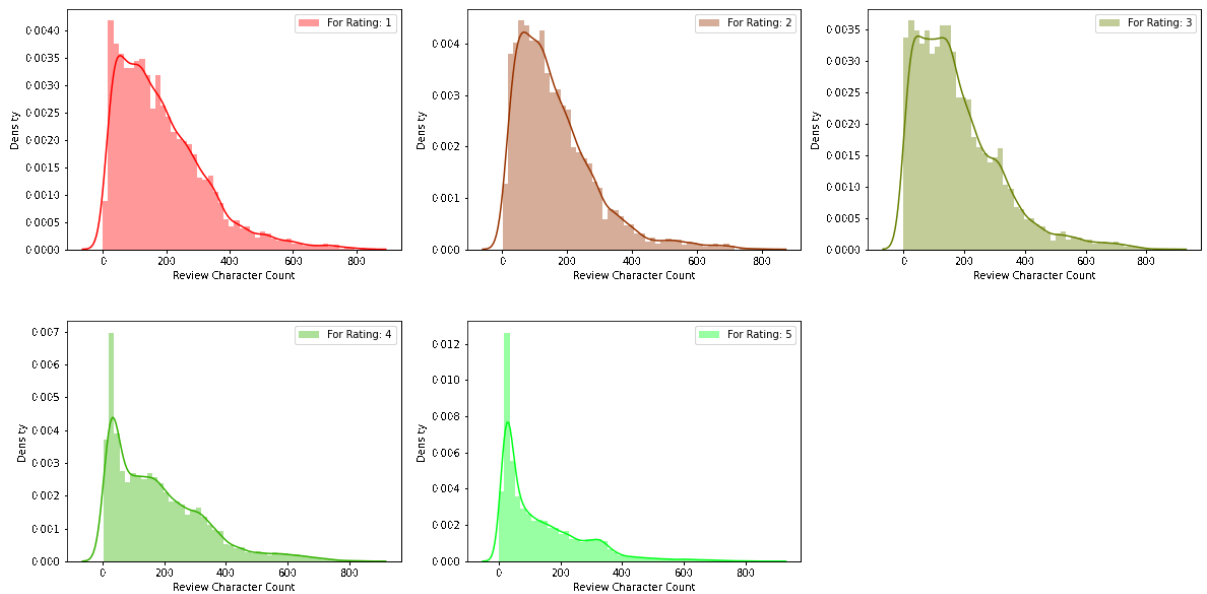 For Rating: 1
0.0040
0.0035
0.0030
0.0025
0.0020
0.0015
0.0010
0.0005
0.0000
Density
0 200 400 600 800
Review Character Count
For Rating: 2
0.004
0.003
0.002
0.001
0.000
Density
0 200 400 600 800
Review Character Count
For Rating: 3
0.0035
0.0030
0.0025
0.0020
0.0015
0.0010
0.0005
0.0000
Density
0 200 400 600 800
Review Character Count
For Rating: 4
0.007
0.006
0.005
0.004
0.003
0.002
0.001
0.000
Density
0 200 400 600 800
Review Character Count
For Rating: 5
0.012
0.010
0.008
0.006
0.004
0.002
0.000
Density
0 200 400 600 800
Review Character Count